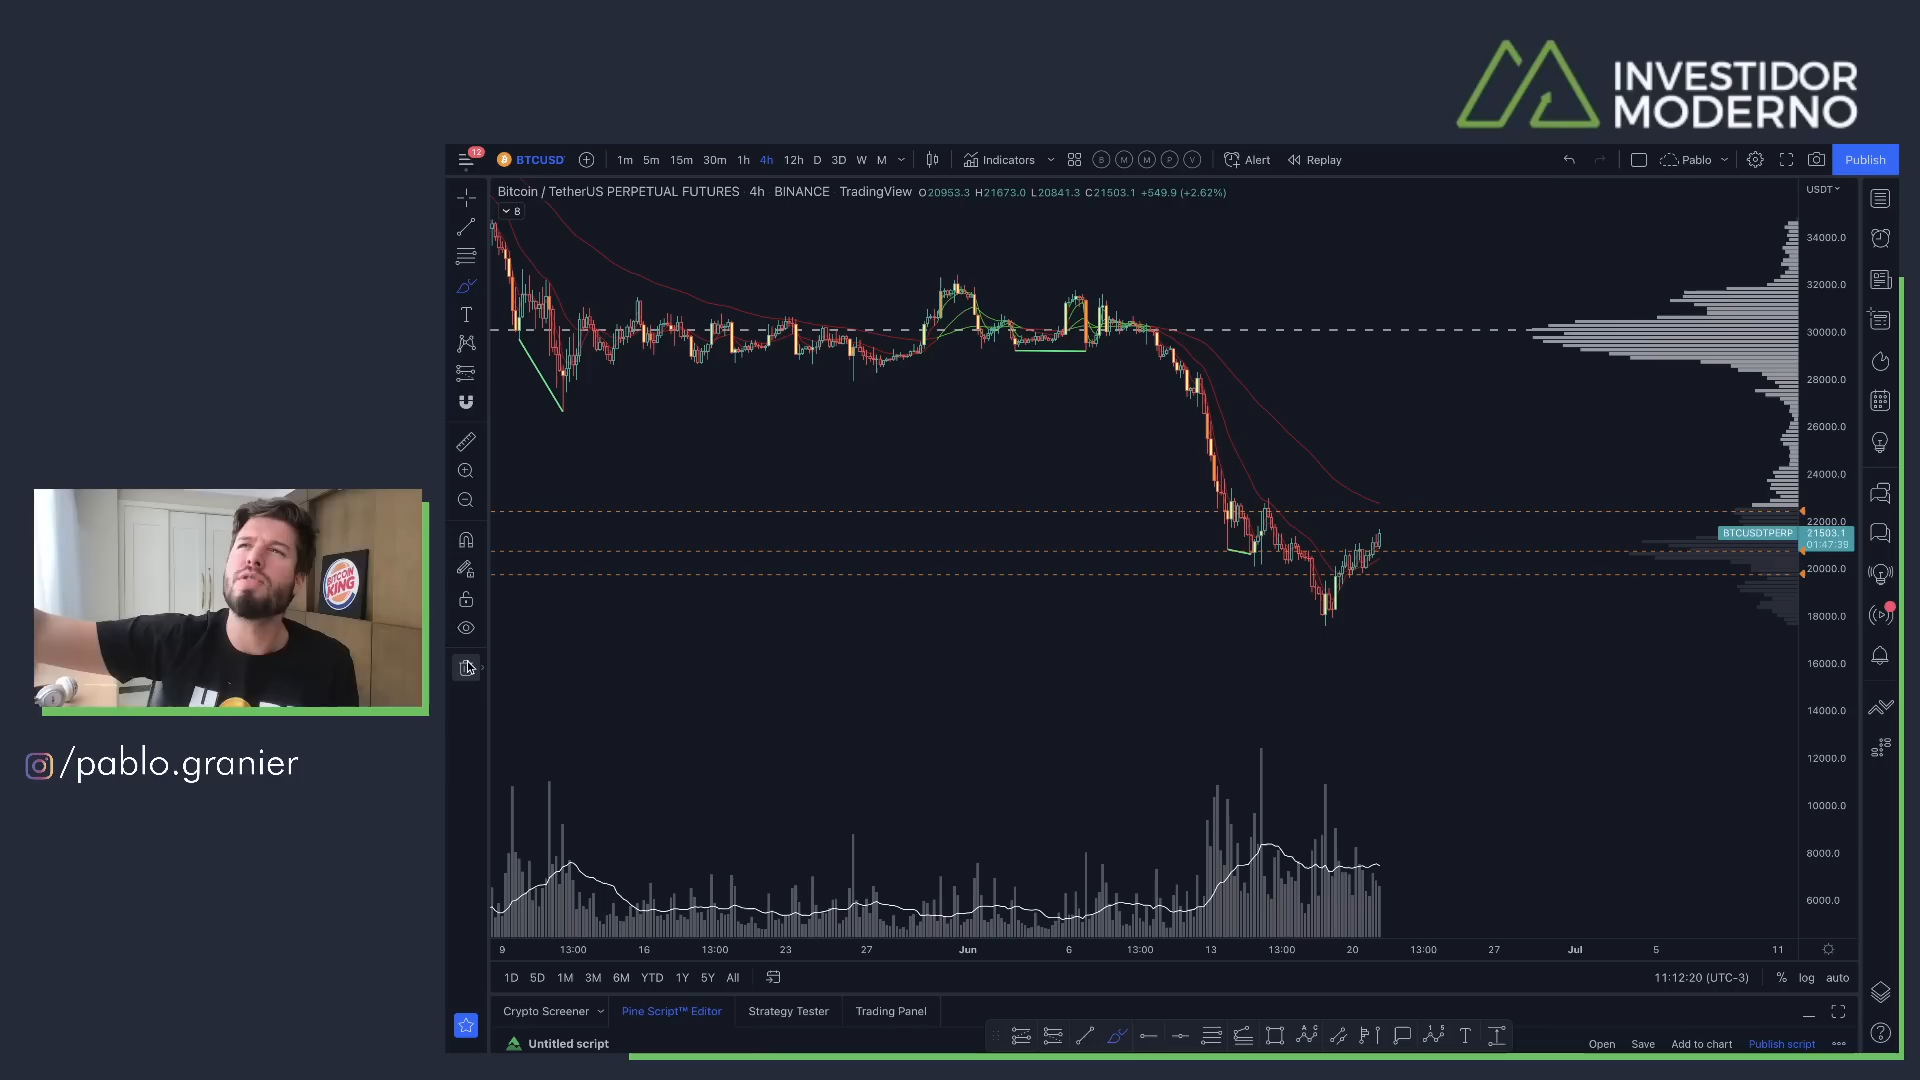 INVESTIDOR
MODERNO
12
BTCUSD
1m 5m 15m 30m 1h 4h 12h D 3D W M
Indicators
B M M P V
Alert
Replay
Pablo
Publish
Bitcoin / TetherUS PERPETUAL FUTURES 4h BINANCE TradingView O20953.3 H21673.0 L20841.3 C21503.1 +549.9 (+2.62%)
USDT
8
34000.0
32000.0
30000.0
28000.0
26000.0
24000.0
22000.0
BTCUSDTPERP 21503.1
01:47:39
20000.0
18000.0
16000.0
14000.0
12000.0
10000.0
8000.0
6000.0
BITCOIN
KING
/pablo.granier
9 13:00 16 13:00 23 27 Jun 6 13:00 13 13:00 20 13:00 27 Jul 5 11
1D 5D 1M 3M 6M YTD 1Y 5Y All
11:12:20 (UTC-3) % log auto
Crypto Screener Pine Script™ Editor Strategy Tester Trading Panel
Untitled script
Open Save Add to chart Publish script